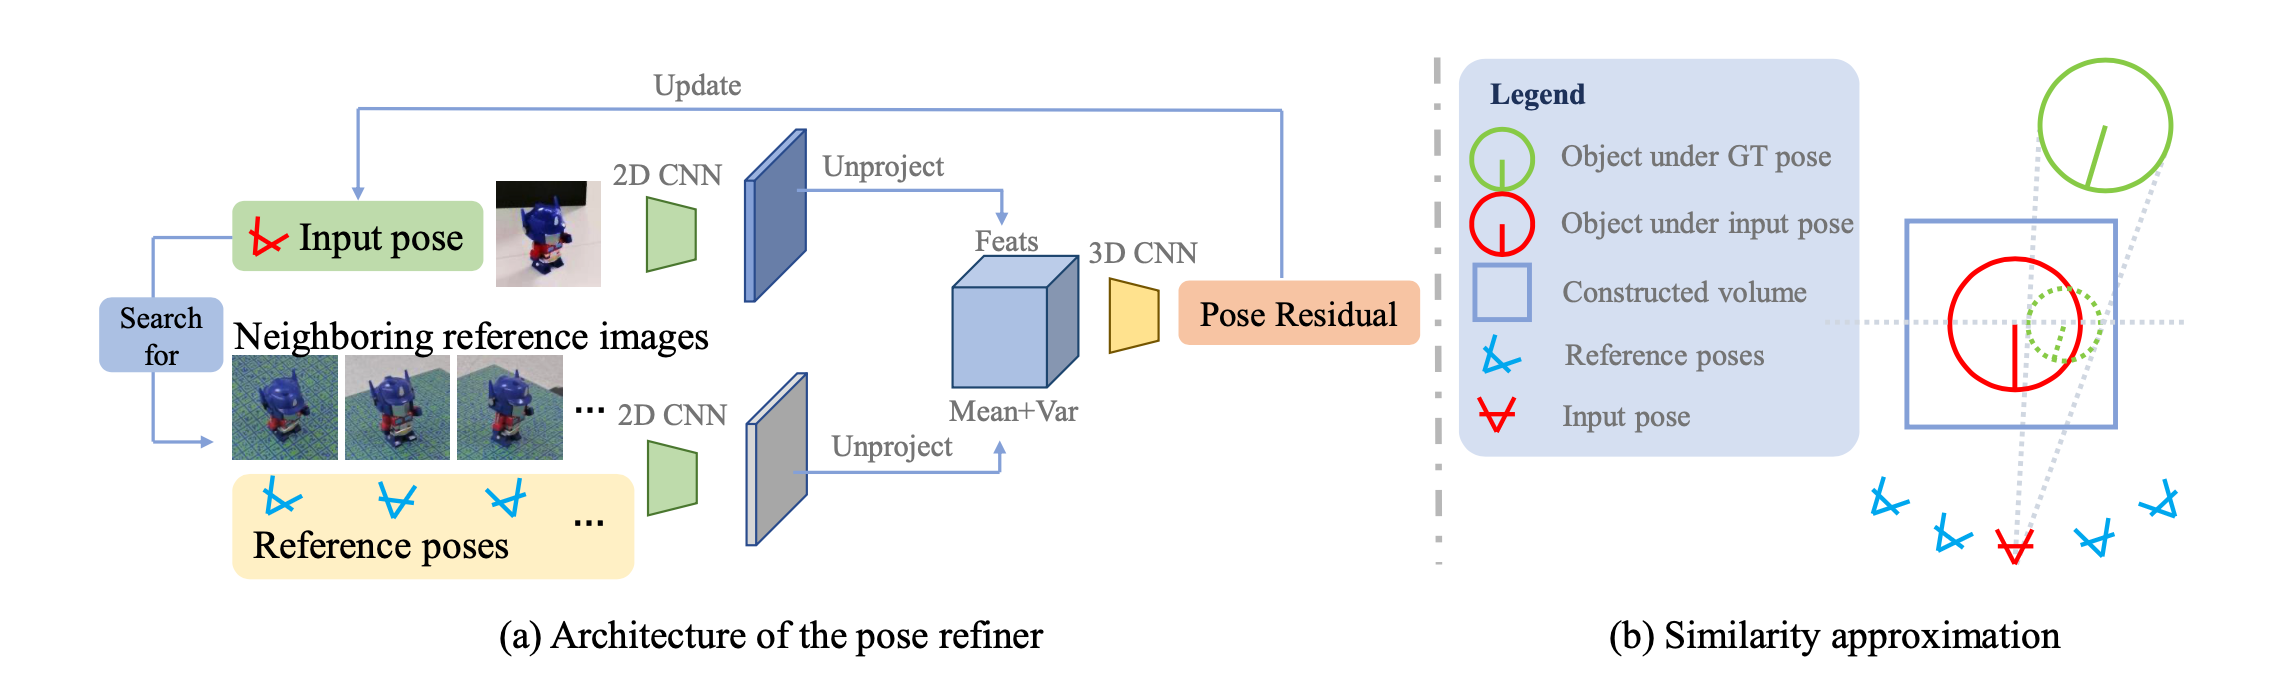 Update
2D CNN
Unproject
Input pose
Feats
3D CNN
Search
for
Neighboring reference images
Pose Residual
...
2D CNN
Mean+Var
Unproject
...
Reference poses
(a) Architecture of the pose refiner
Legend
Object under GT pose
Object under input pose
Constructed volume
Reference poses
Input pose
(b) Similarity approximation